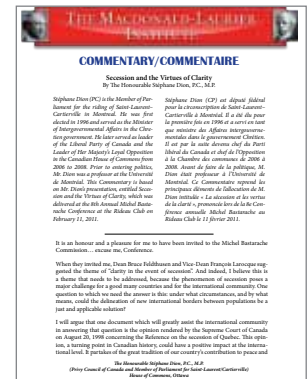 THE MACDONALD-LAURIER
INSTITUTE
COMMENTARY/COMMENTAIRE
Secession and the Virtues of Clarity
By The Honourable Stéphane Dion, P.C., M.P.
Stéphane Dion (PC) is the Member of Par-
liament for the riding of Saint-Laurent-
Cartierville in Montreal. He was first
elected in 1996 and served as the Minister
of Intergovernmental Affairs in the Chre-
tien government. He later served as leader
of the Liberal Party of Canada and the
Leader of Her Majesty's Loyal Opposition
in the Canadian House of Commons from
2006 to 2008. Prior to entering politics,
Mr. Dion was a professor at the Université
de Montreal. This Commentary is based
on Mr. Dion's presentation, entitled Seces-
sion and the Virtues of Clarity, which was
delivered at the 8th Annual Michel Basta-
rache Conference at the Rideau Club on
February 11, 2011.
Stéphane Dion (CP) est député fédéral
pour la circonscription de Saint-Laurent-
Cartierville à Montréal. Il a été élu pour
la première fois en 1996 et a servi en tant
que ministre des Affaires Intergouverne-
mentales dans le gouvernement Chrétien.
Il est par la suite devenu chef du Parti
libéral du Canada et chef de l'Opposition
à la Chambre des communes de 2006 à
2008. Avant de faire de la politique, M.
Dion était professeur à l'Université de
Montréal. Ce Commentaire reprend les
principaux éléments de l'allocution de M.
Dion intitulée « La sécession et les vertus
de la clarté », prononcée lors de la 8e Con-
férence annuelle Michel Bastarache au
Rideau Club le 11 février 2011.
It is an honour and a pleasure for me to have been invited to the Michel Bastarache
Commission… excuse me, Conference.
When they invited me, Dean Bruce Feldthusen and Vice-Dean François Larocque sug-
gested the theme of "clarity in the event of secession". And indeed, I believe this is
a theme that needs to be addressed, because the phenomenon of secession poses a
major challenge for a good many countries and for the international community. One
question to which we need the answer is this: under what circumstances, and by what
means, could the delineation of new international borders between populations be a
just and applicable solution?
I will argue that one document which will greatly assist the international community
in answering that question is the opinion rendered by the Supreme Court of Canada
on August 20, 1998 concerning the Reference on the secession of Quebec. This opin-
ion, a turning point in Canadian history, could have a positive impact at the interna-
tional level. It partakes of the great tradition of our country's contribution to peace and
The Honourable Stéphane Dion, P.C., M.P.
(Privy Council of Canada and Member of Parliament for Saint-Laurent/Cartierville)
House of Commons, Ottawa